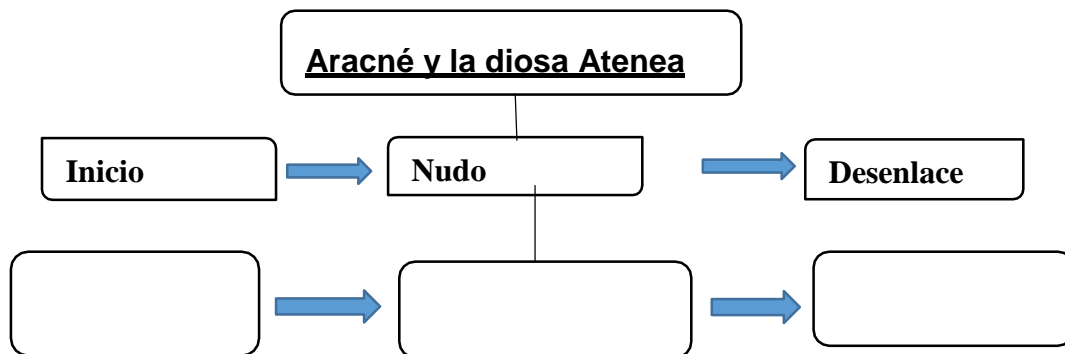 Aracné y la diosa Atenea
Inicio
Nudo
Desenlace